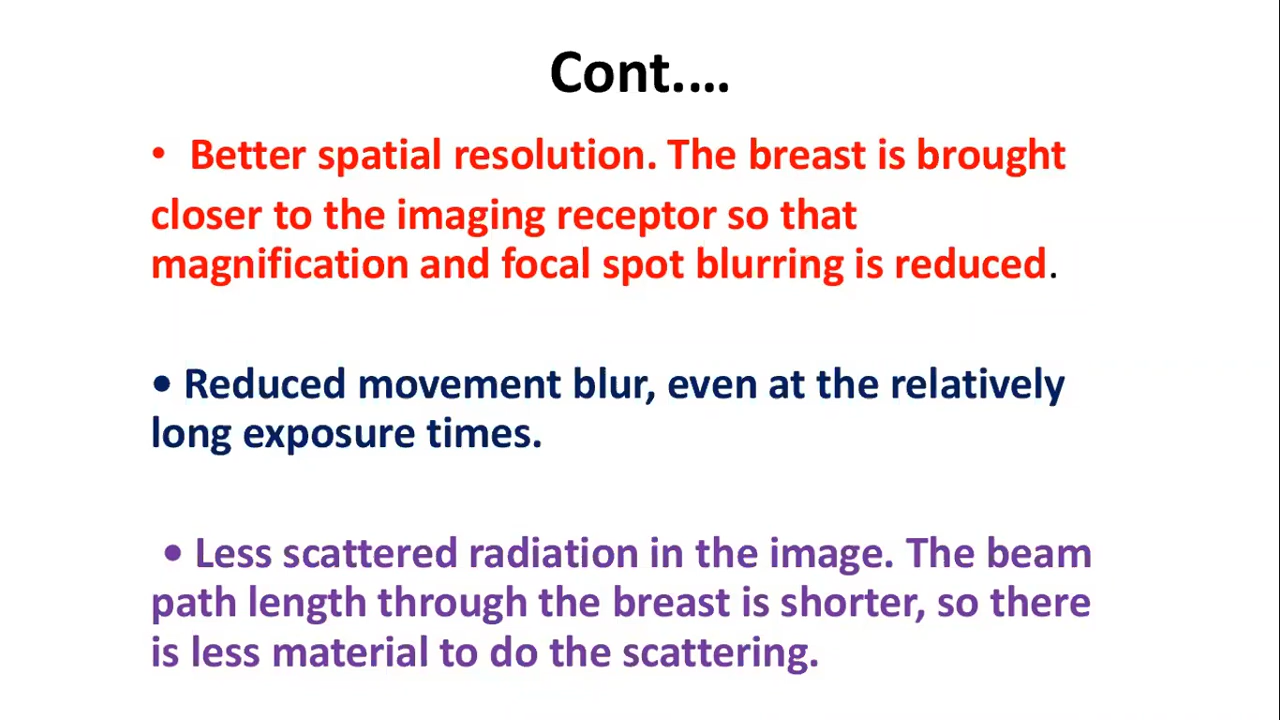 Cont....
• Better spatial resolution. The breast is brought
closer to the imaging receptor so that
magnification and focal spot blurring is reduced.
• Reduced movement blur, even at the relatively
long exposure times.
• Less scattered radiation in the image. The beam
path length through the breast is shorter, so there
is less material to do the scattering.